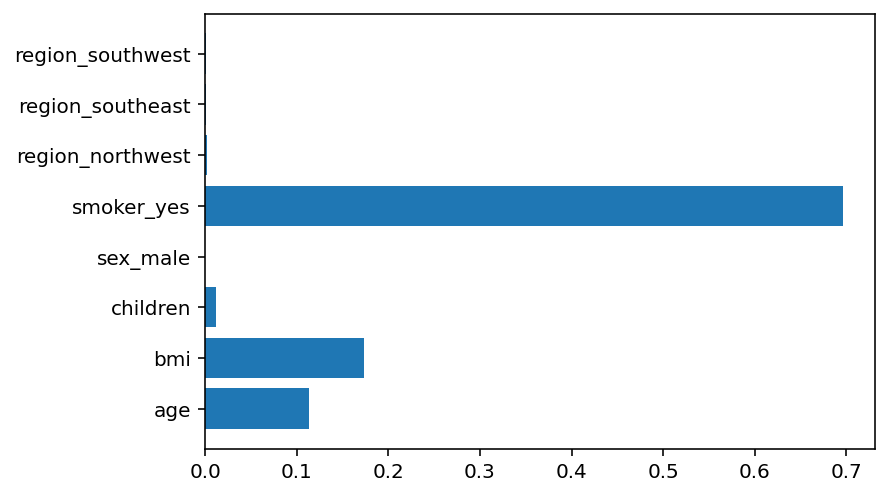 region_southwest
region_southeast
region_northwest
smoker_yes
sex_male
children
bmi
age
0.0 0.1 0.2 0.3 0.4 0.5 0.6 0.7